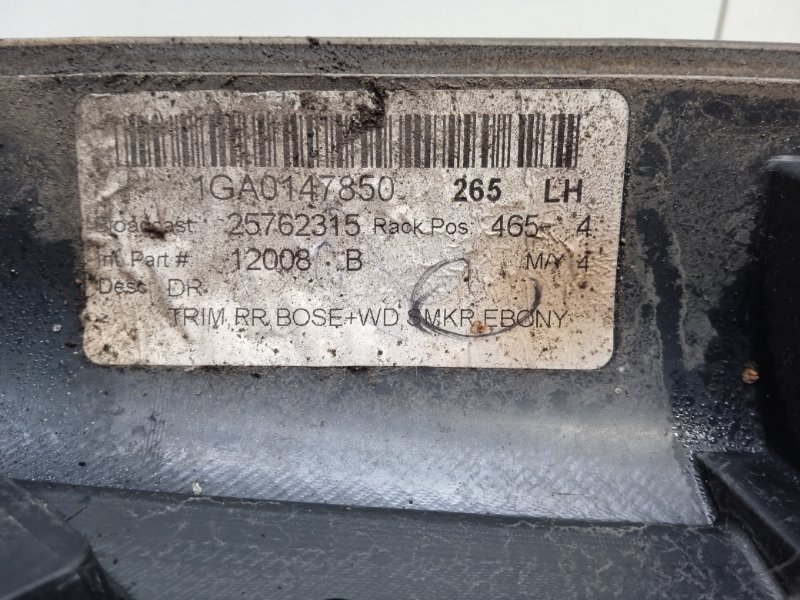 1GA0147850 265 LH
Broadcast: 25762315 Rack Pos 465- 4
Int. Part # 12008 B M/Y 4
Desc DR
TRIM RR BOSE+WD SMKR EBONY